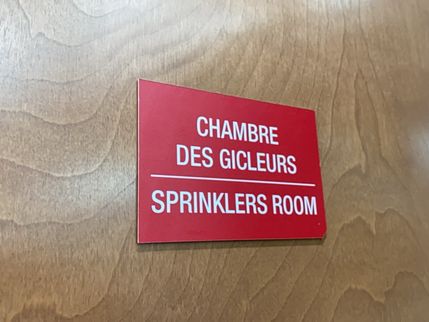 CHAMBRE
DES GICLEURS
SPRINKLERS ROOM